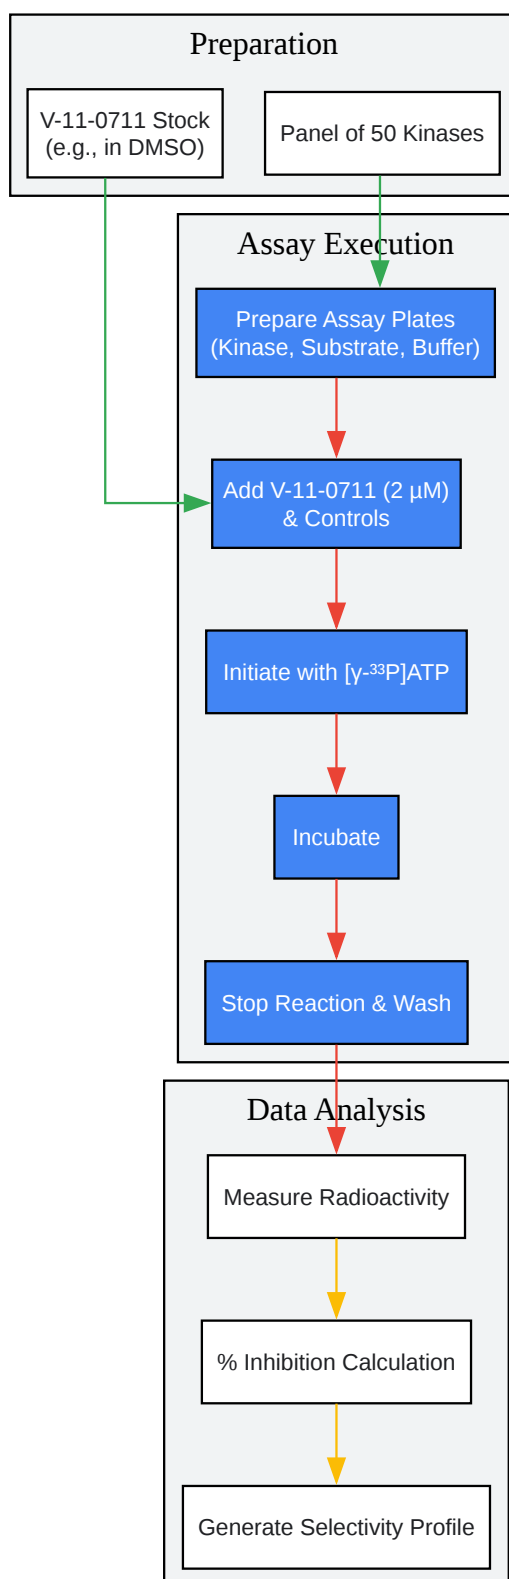 Preparation
V-11-0711 Stock
(e.g., in DMSO)
Panel of 50 Kinases
Assay Execution
Prepare Assay Plates
(Kinase, Substrate, Buffer)
Add V-11-0711 (2 µM)
& Controls
Initiate with [γ-³³P]ATP
Incubate
Stop Reaction & Wash
Data Analysis
Measure Radioactivity
% Inhibition Calculation
Generate Selectivity Profile